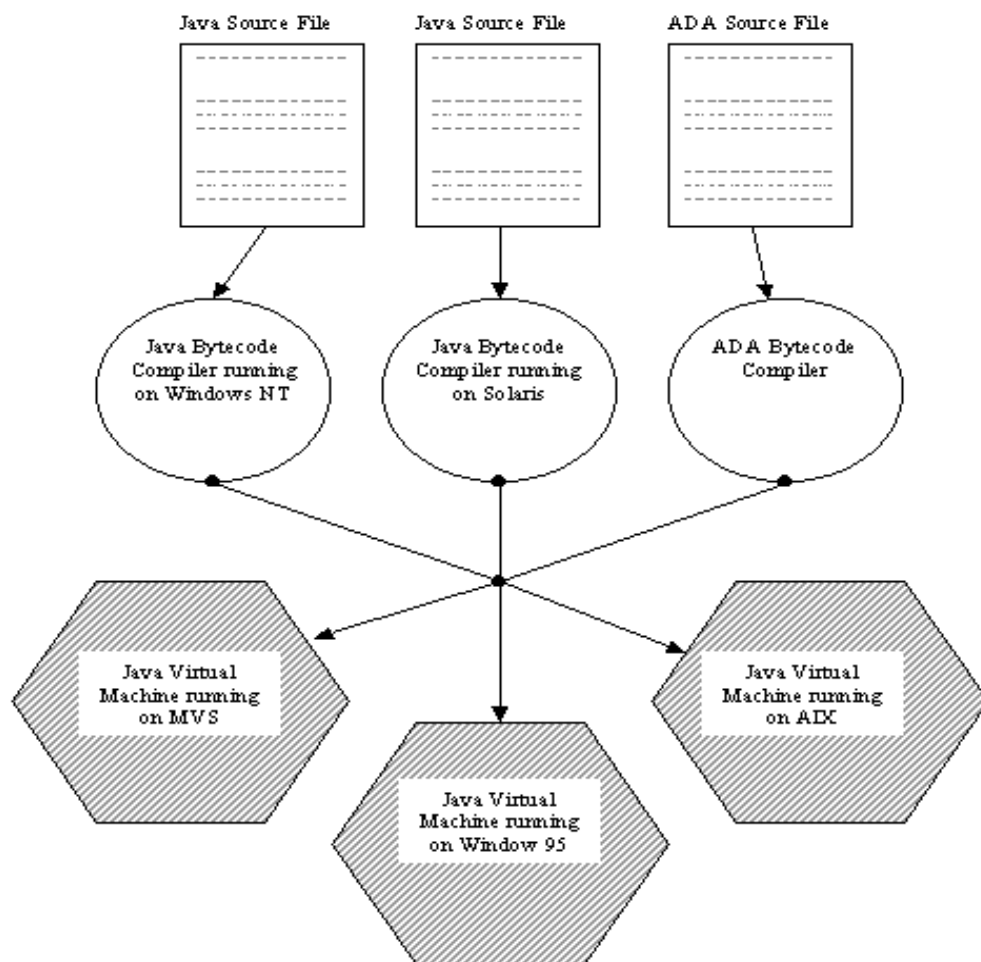 Java Source File
Java Source File
ADA Source File
Java Bytecode
Compiler running
on Windows NT
Java Bytecode
Compiler running
on Solaris
ADA Bytecode
Compiler
Java Virtual
Machine running
on MVS
Java Virtual
Machine running
on AIX
Java Virtual
Machine running
on Window 95